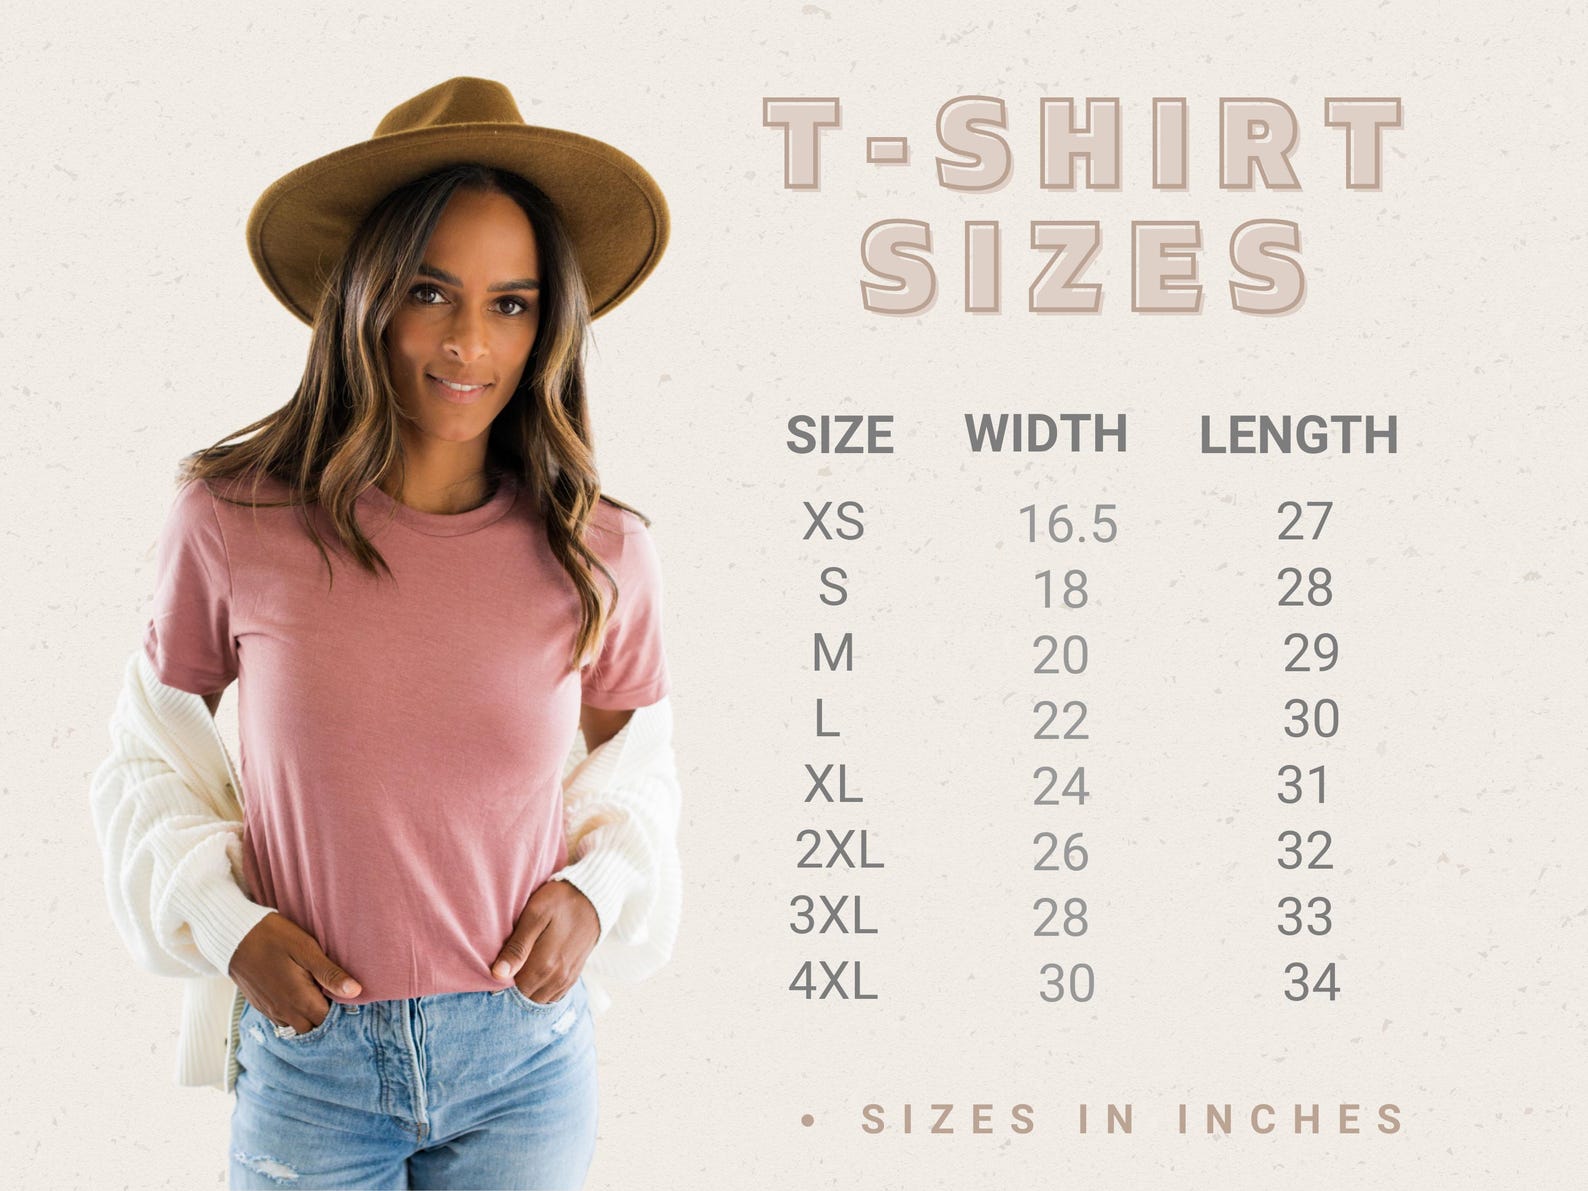 T-SHIRT
SIZES
SIZE WIDTH LENGTH
XS 16.5 27
S 18 28
M 20 29
L 22 30
XL 24 31
2XL 26 32
3XL 28 33
4XL 30 34
• SIZES IN INCHES